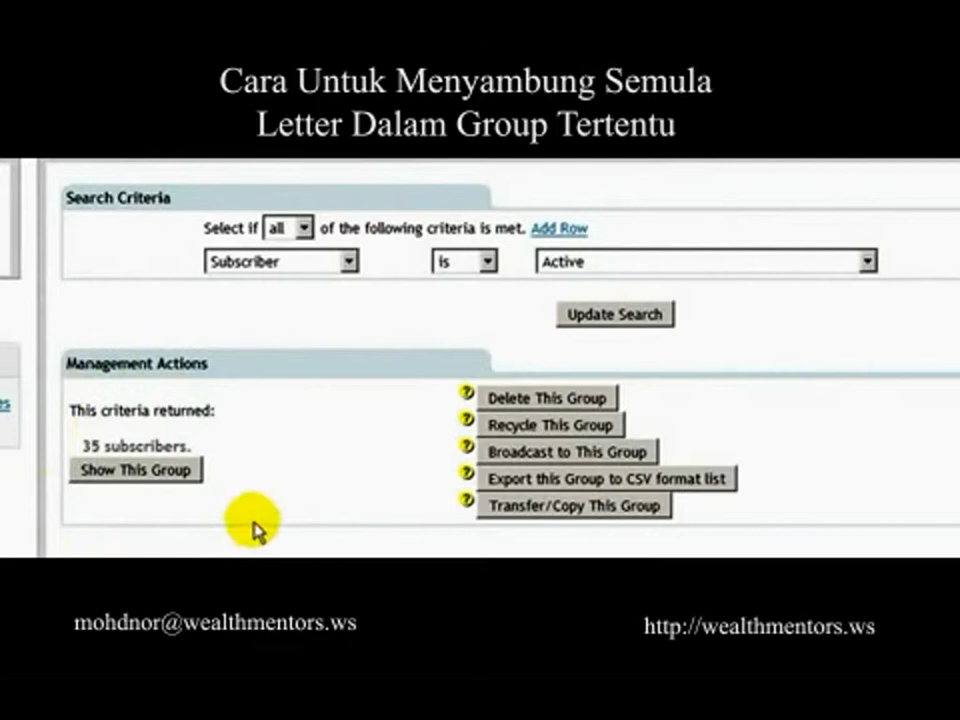 Cara Untuk Menyambung Semula
Letter Dalam Group Tertentu
Search Criteria
Select if all of the following criteria is met. Add Row
Subscriber is Active
Update Search
Management Actions
This criteria returned:
35 subscribers.
Show This Group
? Delete This Group
? Recycle This Group
? Broadcast to This Group
? Export this Group to CSV format list
? Transfer/Copy This Group
mohdnor@wealthmentors.ws
http://wealthmentors.ws